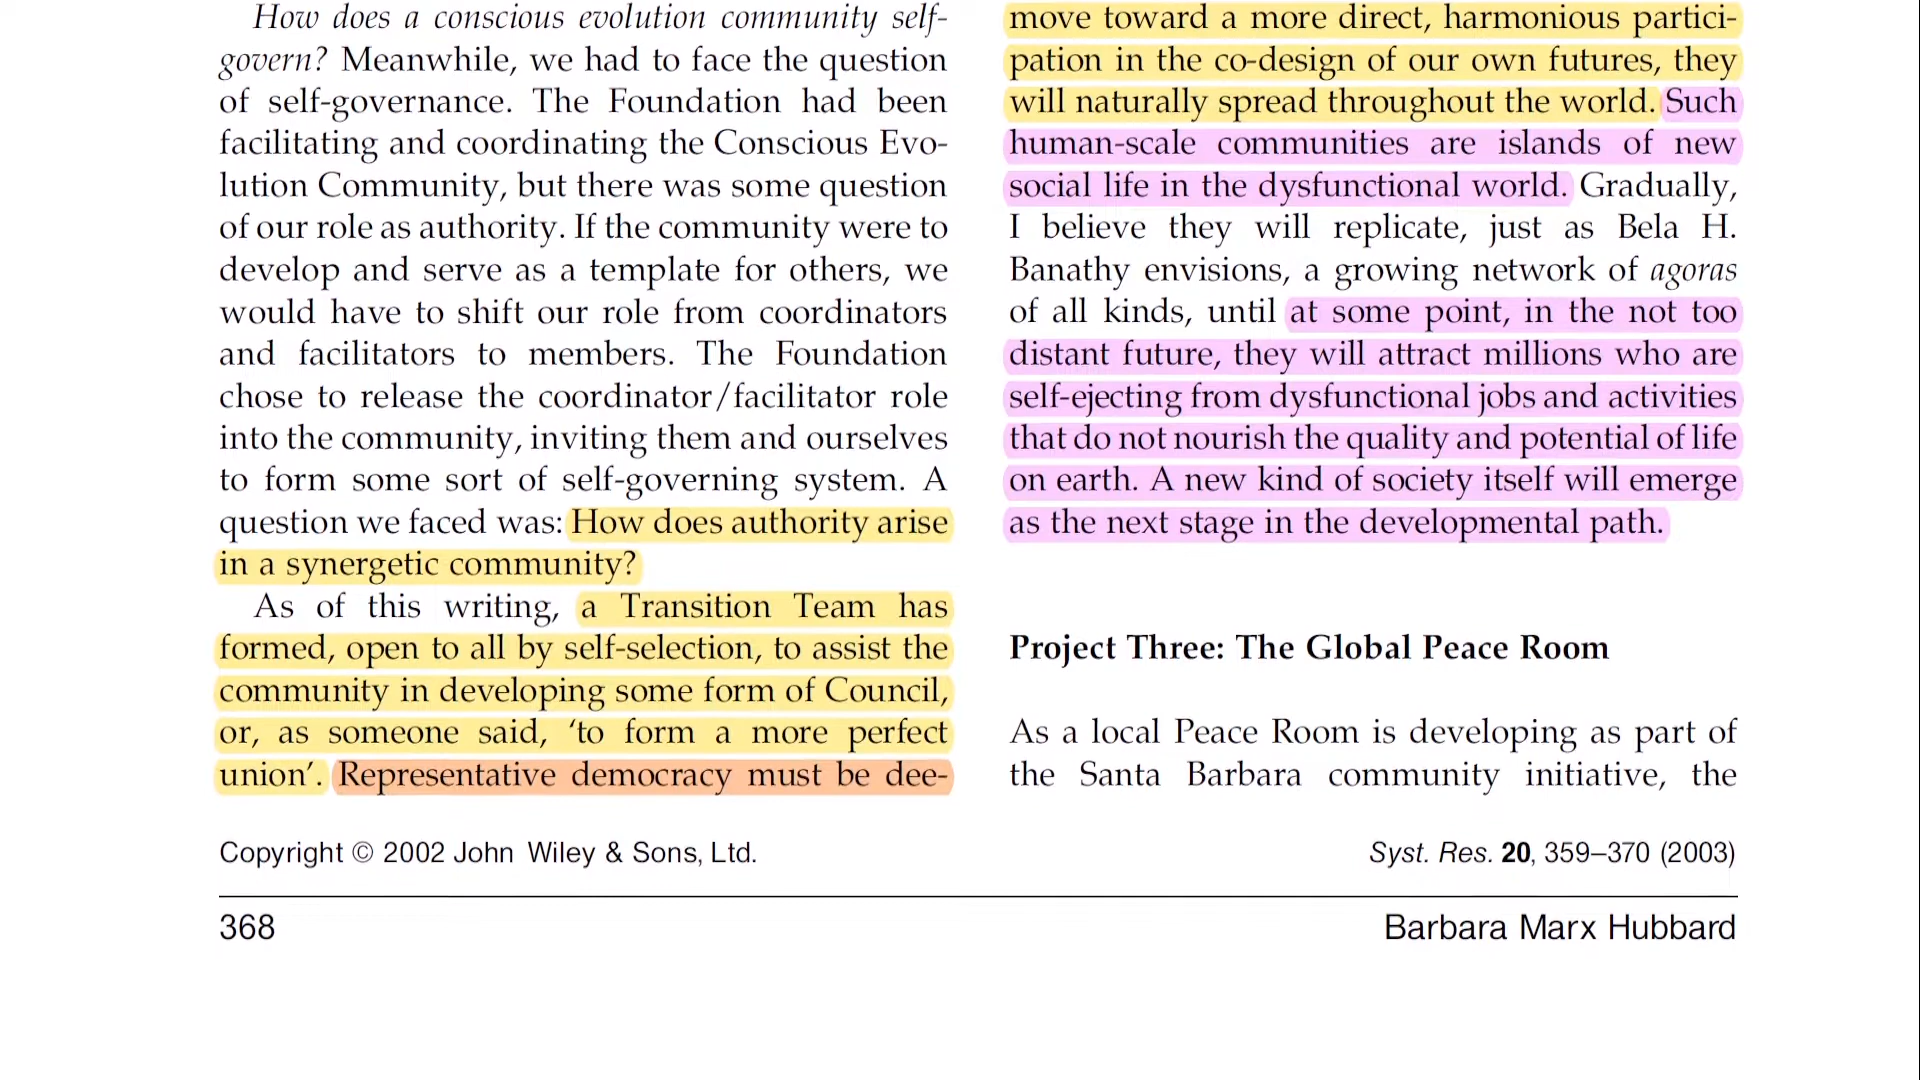 How does a conscious evolution community self-
govern? Meanwhile, we had to face the question
of self-governance. The Foundation had been
facilitating and coordinating the Conscious Evo-
lution Community, but there was some question
of our role as authority. If the community were to
develop and serve as a template for others, we
would have to shift our role from coordinators
and facilitators to members. The Foundation
chose to release the coordinator/facilitator role
into the community, inviting them and ourselves
to form some sort of self-governing system. A
question we faced was: How does authority arise
in a synergetic community?
As of this writing, a Transition Team has
formed, open to all by self-selection, to assist the
community in developing some form of Council,
or, as someone said, ‘to form a more perfect
union’. Representative democracy must be dee-
move toward a more direct, harmonious partici-
pation in the co-design of our own futures, they
will naturally spread throughout the world. Such
human-scale communities are islands of new
social life in the dysfunctional world. Gradually,
I believe they will replicate, just as Bela H.
Banathy envisions, a growing network of agoras
of all kinds, until at some point, in the not too
distant future, they will attract millions who are
self-ejecting from dysfunctional jobs and activities
that do not nourish the quality and potential of life
on earth. A new kind of society itself will emerge
as the next stage in the developmental path.
Project Three: The Global Peace Room
As a local Peace Room is developing as part of
the Santa Barbara community initiative, the
Copyright © 2002 John Wiley & Sons, Ltd.
Syst. Res. 20, 359–370 (2003)
368
Barbara Marx Hubbard